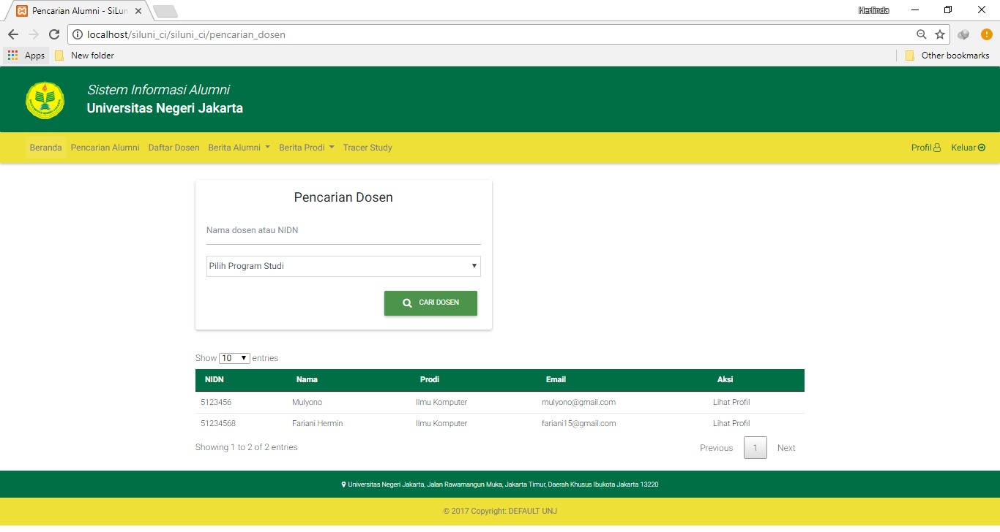 Pencarian Alumni - SiLun
Herlinda
localhost/siluni_ci/siluni_ci/pencarian_dosen
Apps New folder Other bookmarks
Sistem Informasi Alumni
Universitas Negeri Jakarta
Beranda Pencarian Alumni Daftar Dosen Berita Alumni Berita Prodi Tracer Study Profil Keluar
Pencarian Dosen
Nama dosen atau NIDN
Pilih Program Studi
CARI DOSEN
Show 10 entries
NIDN Nama Prodi Email Aksi
5123456 Mulyono Ilmu Komputer mulyono@gmail.com Lihat Profil
51234568 Fariani Hermin Ilmu Komputer fariani15@gmail.com Lihat Profil
Showing 1 to 2 of 2 entries Previous 1 Next
Universitas Negeri Jakarta, Jalan Rawamangun Muka, Jakarta Timur, Daerah Khusus Ibukota Jakarta 13220
© 2017 Copyright: DEFAULT UNJ